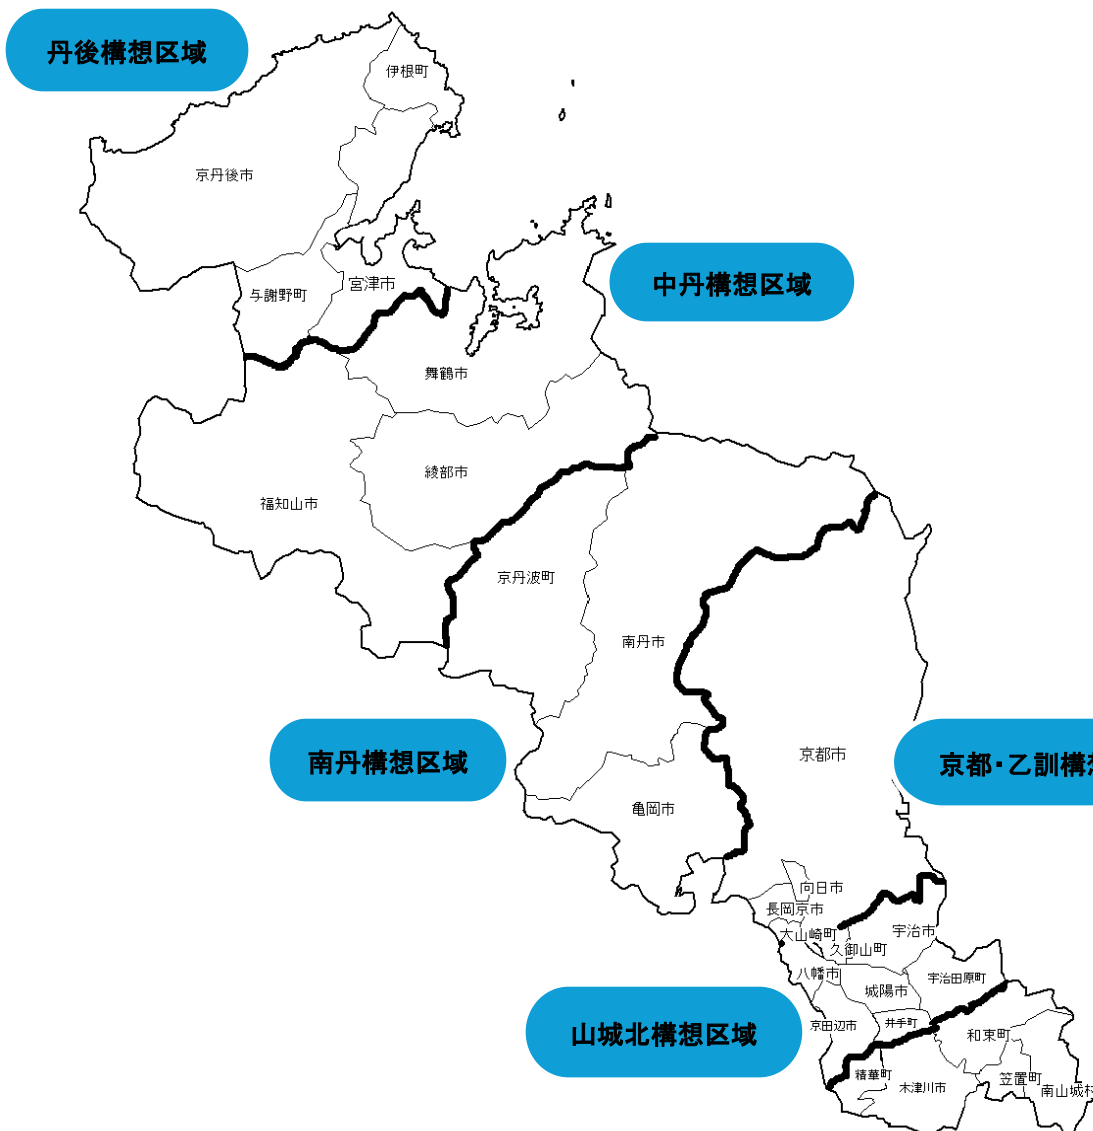 丹後構想区域
伊根町
京丹後市
宮津市
与謝野町
中丹構想区域
舞鶴市
綾部市
福知山市
京丹波町
南丹市
南丹構想区域
京都市
京都・乙訓構想
亀岡市
向日市
長岡京市
大山崎町
宇治市
久御山町
八幡市
宇治田原町
城陽市
山城北構想区域
京田辺市
井手町
和束町
精華町
笠置町
木津川市
南山城村